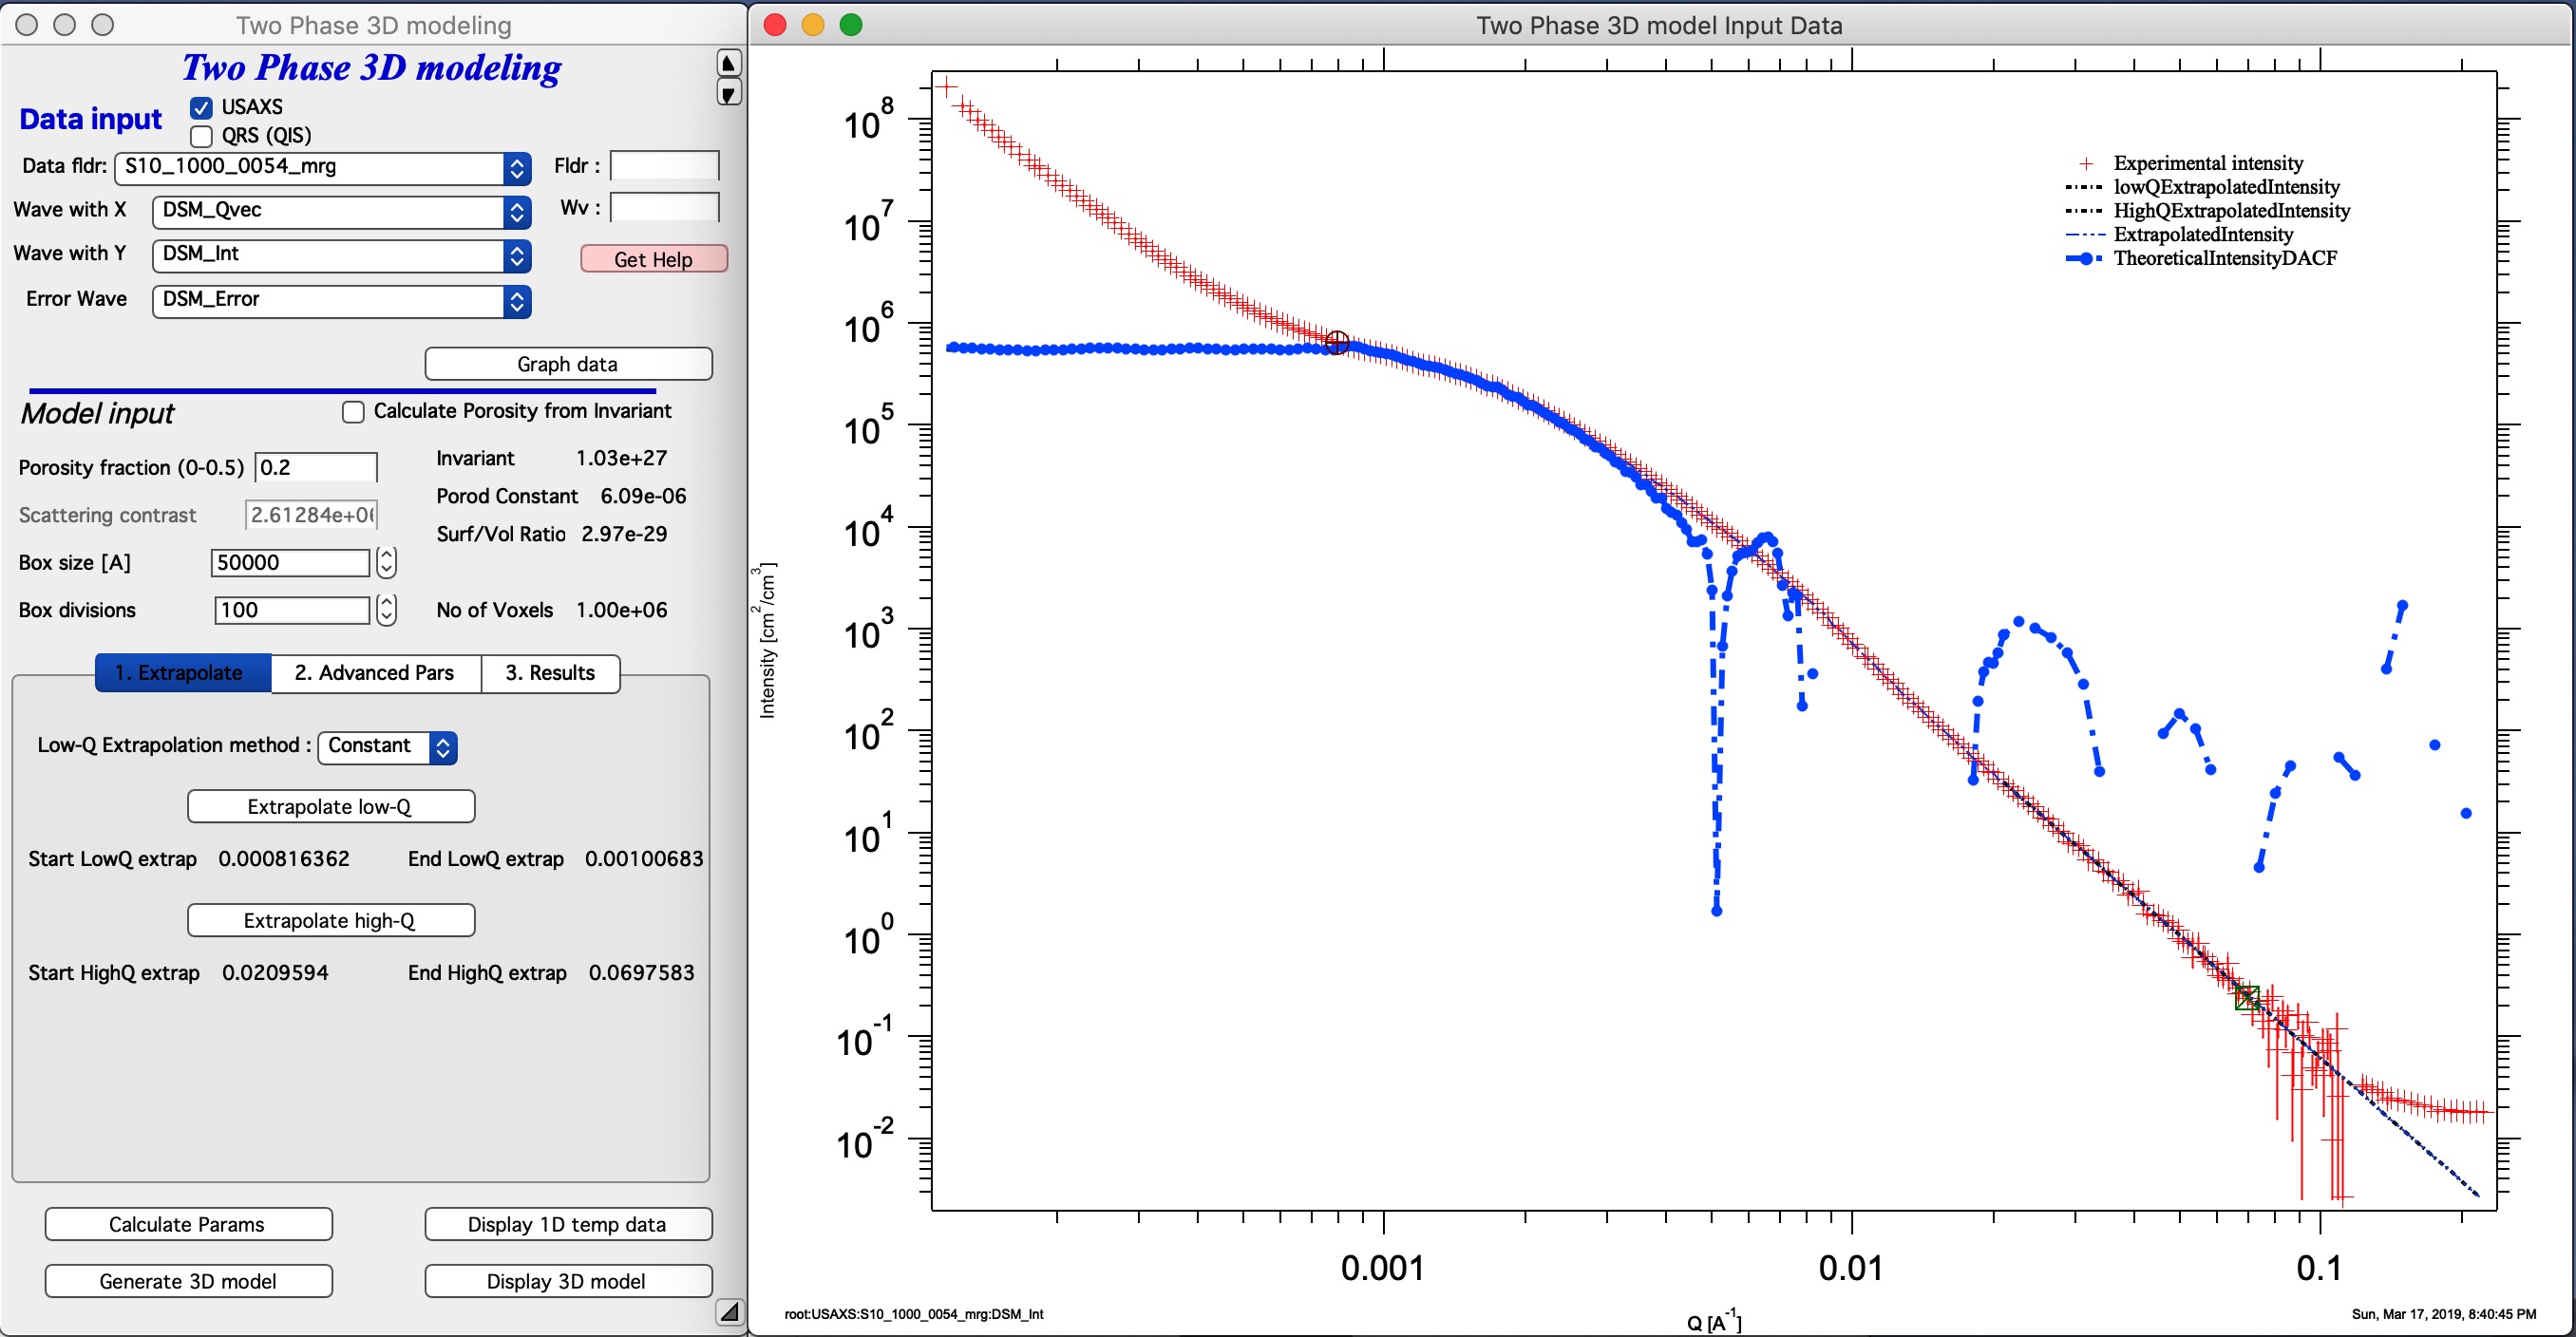 Two Phase 3D modeling
Two Phase 3D modeling
Data input
USAXS
QRS (QIS)
Data fldr: S10_1000_0054_mrg Fldr :
Wave with X DSM_Qvec Wv :
Wave with Y DSM_Int Get Help
Error Wave DSM_Error
Graph data
Model input Calculate Porosity from Invariant
Porosity fraction (0-0.5) 0.2 Invariant 1.03e+27
Porod Constant 6.09e-06
Scattering contrast
Surf/Vol Ratio 2.97e-29
Box size [A] 50000
Box divisions 100 No of Voxels 1.00e+06
1. Extrapolate 2. Advanced Pars 3. Results
Low-Q Extrapolation method : Constant
Extrapolate low-Q
Start LowQ extrap 0.000816362 End LowQ extrap 0.00100683
Extrapolate high-Q
Start HighQ extrap 0.0209594 End HighQ extrap 0.0697583
Calculate Params Display 1D temp data
Generate 3D model Display 3D model
Two Phase 3D model Input Data
Experimental intensity
lowQExtrapolatedIntensity
HighQExtrapolatedIntensity
ExtrapolatedIntensity
TheoreticalIntensityDACF
10^8
10^7
10^6
10^5
10^4
10^3
10^2
10^1
10^0
10^-1
10^-2
Intensity [cm^2/cm^3]
0.001 0.01 0.1
root:USAXS:S10_1000_0054_mrg:DSM_Int Q [A^-1] Sun, Mar 17, 2019, 8:40:45 PM